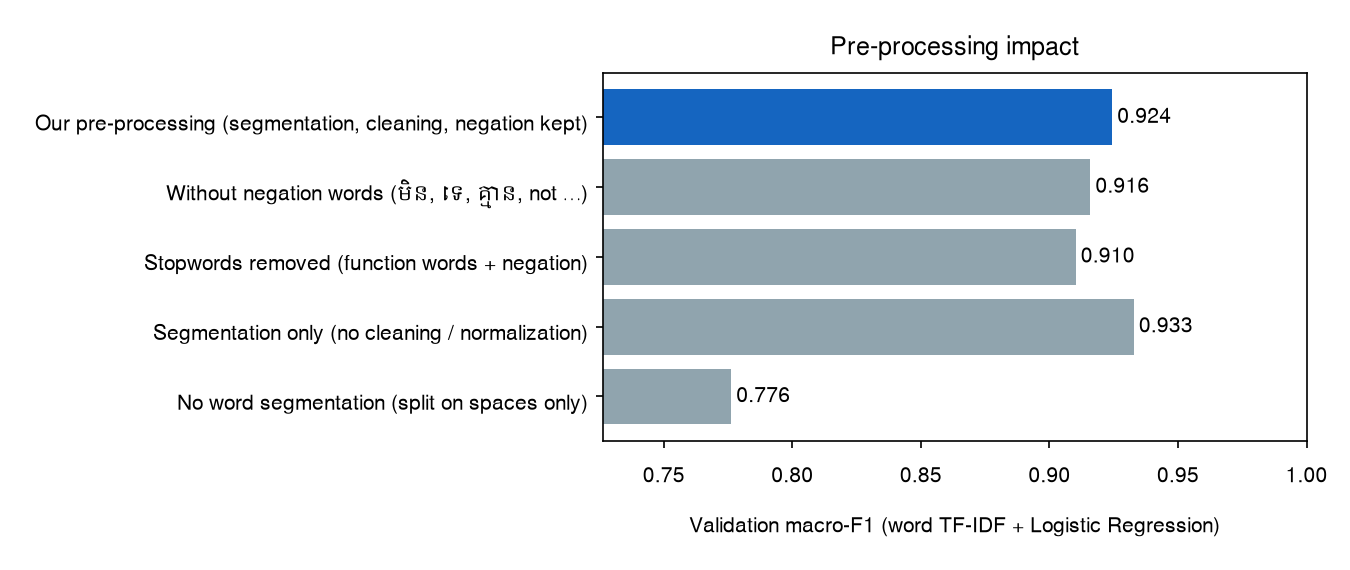 Pre-processing impact
Our pre-processing (segmentation, cleaning, negation kept)
0.924
Without negation words (មិន, ទេ, គ្មាន, not ...)
0.916
Stopwords removed (function words + negation)
0.910
Segmentation only (no cleaning / normalization)
0.933
No word segmentation (split on spaces only)
0.776
0.75 0.80 0.85 0.90 0.95 1.00
Validation macro-F1 (word TF-IDF + Logistic Regression)